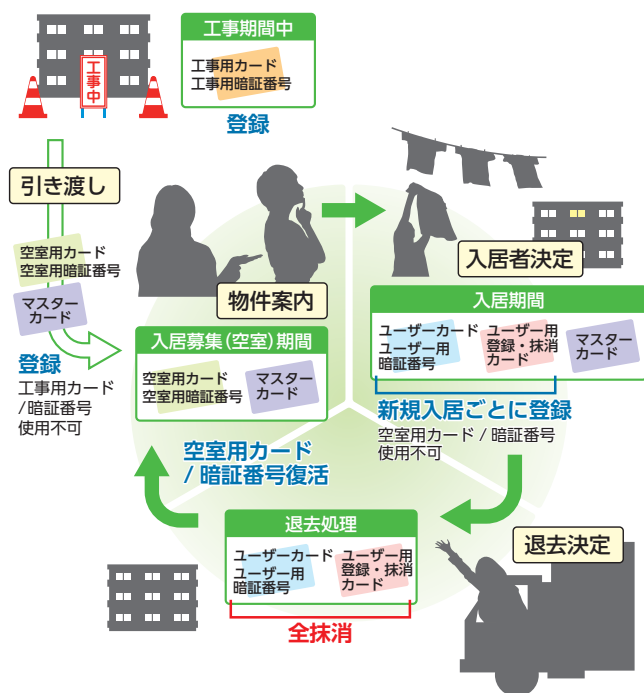 工事期間中
工事用カード
工事用暗証番号
登録
工事中
引き渡し
空室用カード
空室用暗証番号
マスター
カード
登録
工事用カード
/暗証番号
使用不可
物件案内
入居募集(空室)期間
空室用カード
空室用暗証番号
マスター
カード
入居者決定
入居期間
ユーザーカード
ユーザー用
暗証番号
ユーザー用
登録・抹消
カード
マスター
カード
新規入居ごとに登録
空室用カード / 暗証番号
使用不可
空室用カード
/ 暗証番号復活
退去決定
退去処理
ユーザーカード
ユーザー用
暗証番号
ユーザー用
登録・抹消
カード
全抹消